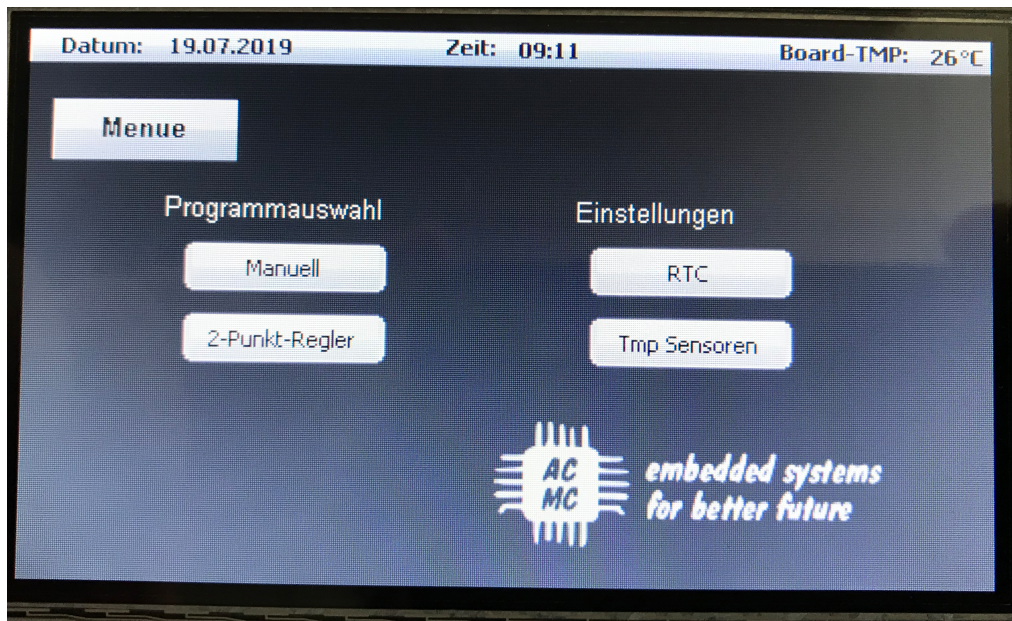 Datum: 19.07.2019 Zeit: 09:11 Board-TMP: 26°C
Menue
Programmauswahl
Manuell
2-Punkt-Regler
Einstellungen
RTC
Tmp Sensoren
AC
MC
embedded systems
for better future